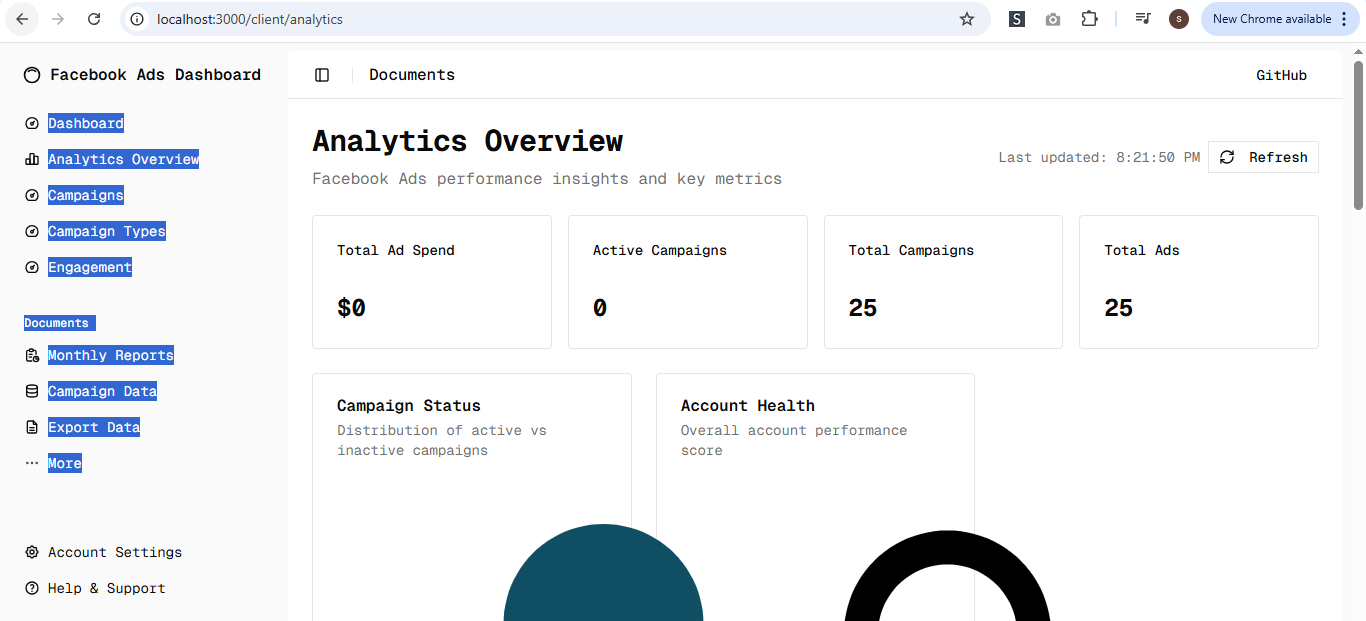 localhost:3000/client/analytics
S
s
New Chrome available
Facebook Ads Dashboard
Dashboard
Analytics Overview
Campaigns
Campaign Types
Engagement
Documents
Monthly Reports
Campaign Data
Export Data
More
Account Settings
Help & Support
Documents
GitHub
Analytics Overview
Facebook Ads performance insights and key metrics
Last updated: 8:21:50 PM
Refresh
Total Ad Spend
$0
Active Campaigns
0
Total Campaigns
25
Total Ads
25
Campaign Status
Distribution of active vs
inactive campaigns
Account Health
Overall account performance
score